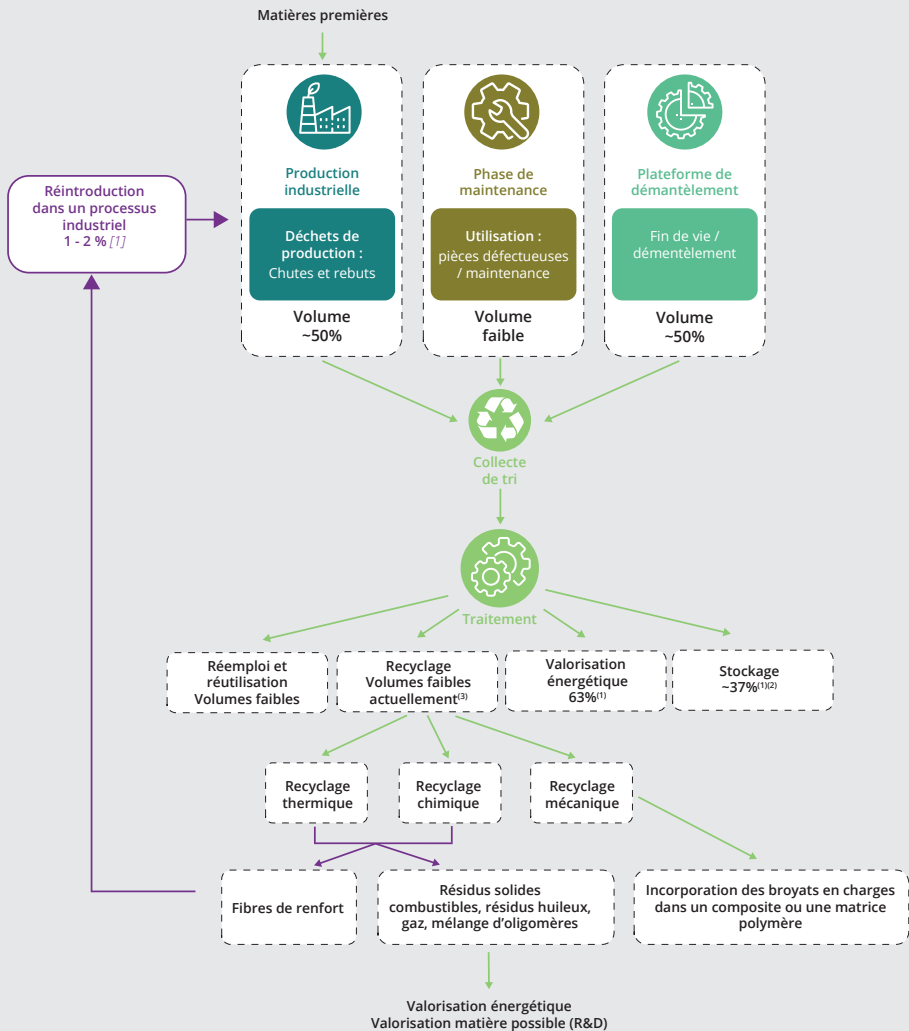 Matières premières
Production
industrielle
Déchets de
production :
Chutes et rebuts
Volume
~50%
Phase de
maintenance
Utilisation :
pièces défectueuses
/ maintenance
Volume
faible
Plateforme de
démantèlement
Fin de vie /
démentèlement
Volume
~50%
Réintroduction
dans un processus
industriel
1 - 2 % [1]
Collecte
de tri
Traitement
Réemploi et
réutilisation
Volumes faibles
Recyclage
Volumes faibles
actuellement(3)
Valorisation
énergétique
63%(1)
Stockage
~37%(1)(2)
Recyclage
thermique
Recyclage
chimique
Recyclage
mécanique
Fibres de renfort
Résidus solides
combustibles, résidus huileux,
gaz, mélange d'oligomères
Incorporation des broyats en charges
dans un composite ou une matrice
polymère
Valorisation énergétique
Valorisation matière possible (R&D)